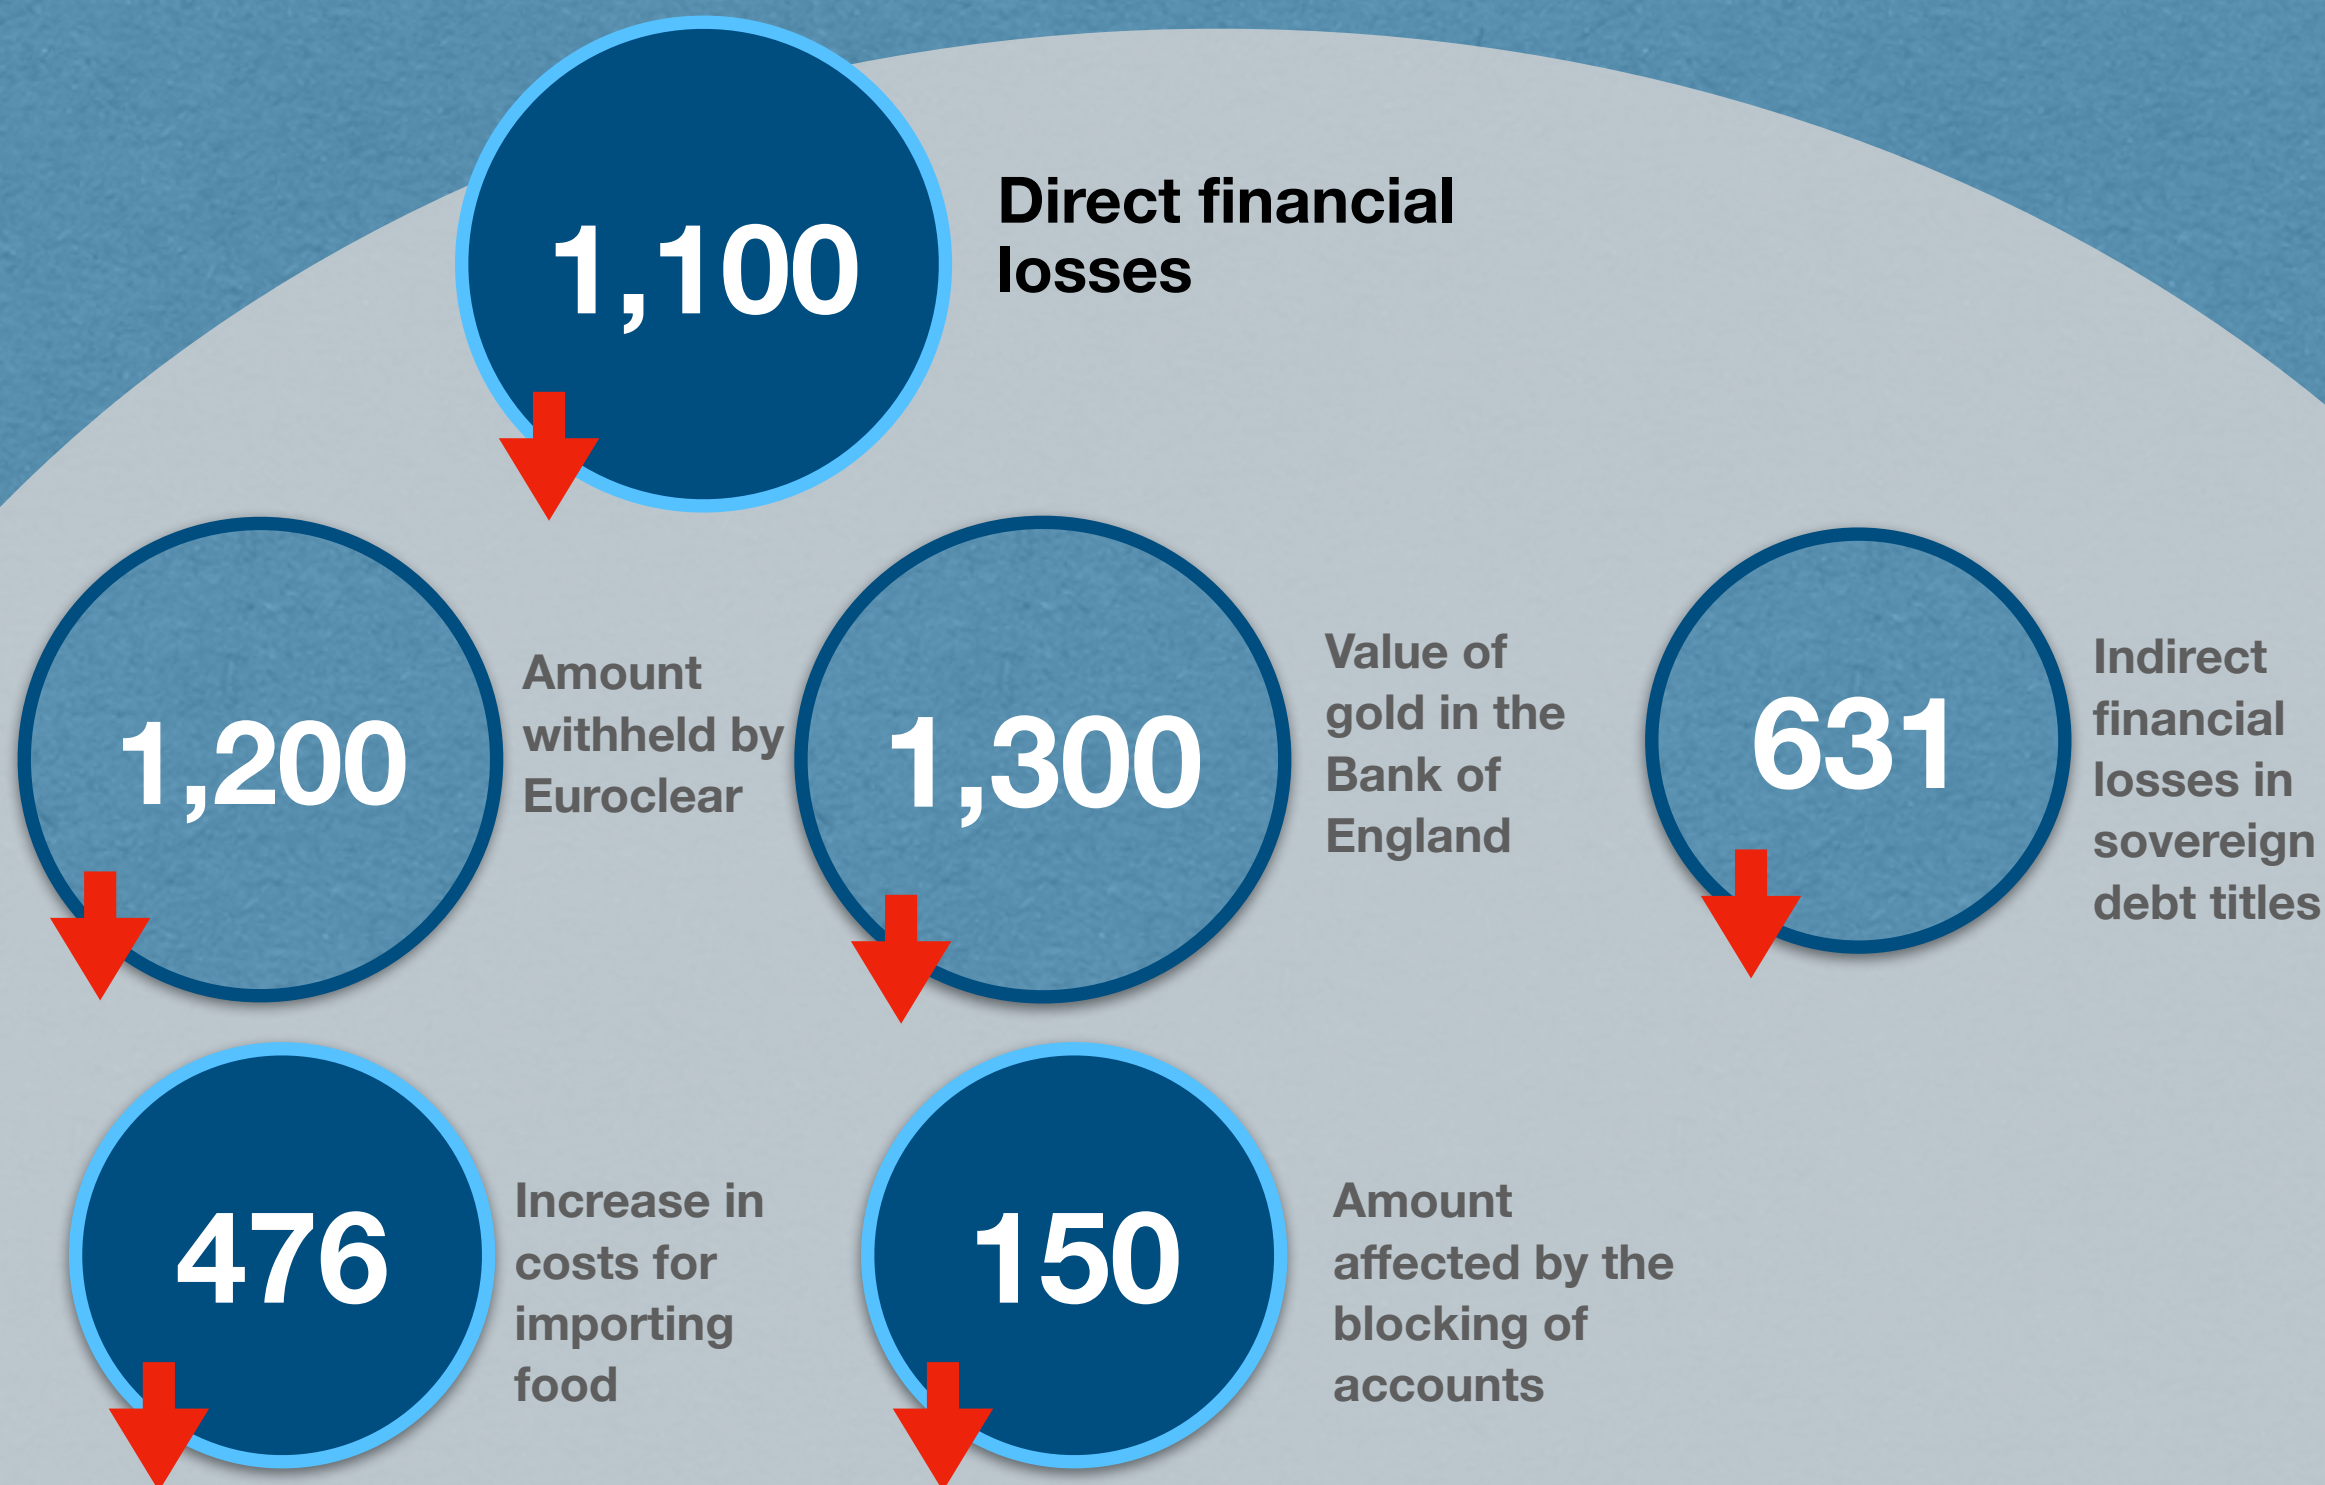 1,100
Direct financial
losses
1,200
Amount
withheld by
Euroclear
1,300
Value of
gold in the
Bank of
England
631
Indirect
financial
losses in
sovereign
debt titles
476
Increase in
costs for
importing
food
150
Amount
affected by the
blocking of
accounts